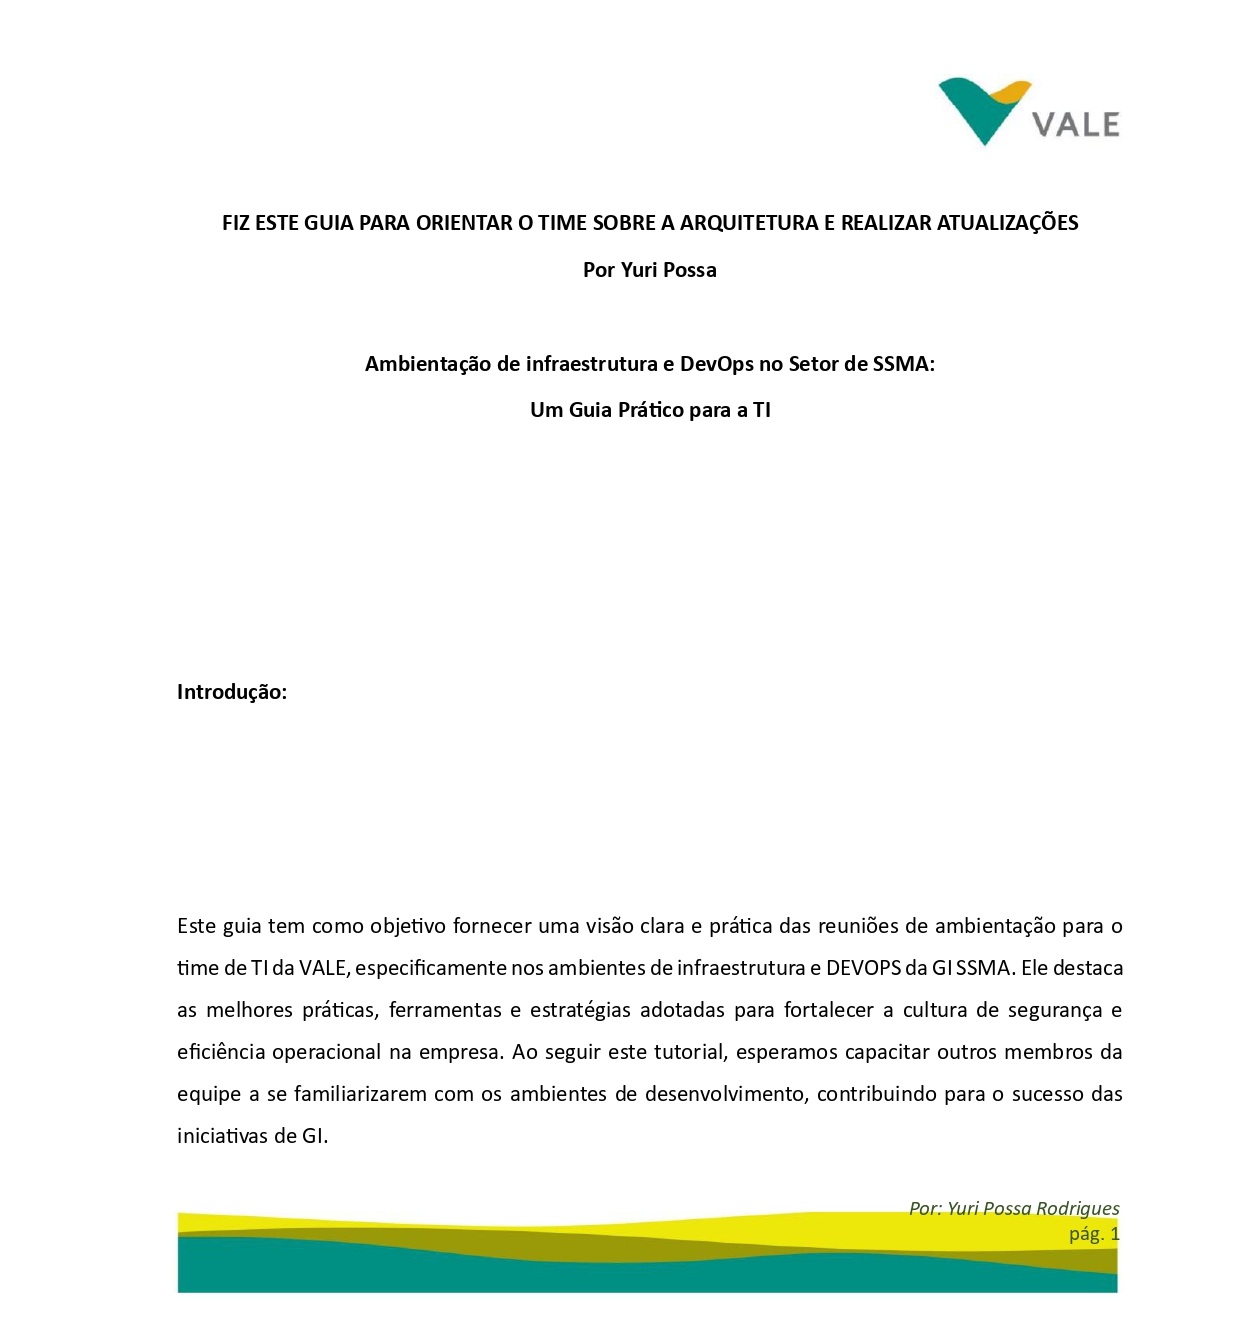 VALE
FIZ ESTE GUIA PARA ORIENTAR O TIME SOBRE A ARQUITETURA E REALIZAR ATUALIZAÇÕES
Por Yuri Possa
Ambientação de infraestrutura e DevOps no Setor de SSMA:
Um Guia Prático para a TI
Introdução:
Este guia tem como objetivo fornecer uma visão clara e prática das reuniões de ambientação para o
time de TI da VALE, especificamente nos ambientes de infraestrutura e DEVOPS da GI SSMA. Ele destaca
as melhores práticas, ferramentas e estratégias adotadas para fortalecer a cultura de segurança e
eficiência operacional na empresa. Ao seguir este tutorial, esperamos capacitar outros membros da
equipe a se familiarizarem com os ambientes de desenvolvimento, contribuindo para o sucesso das
iniciativas de GI.
Por: Yuri Possa Rodrigues
pág. 1